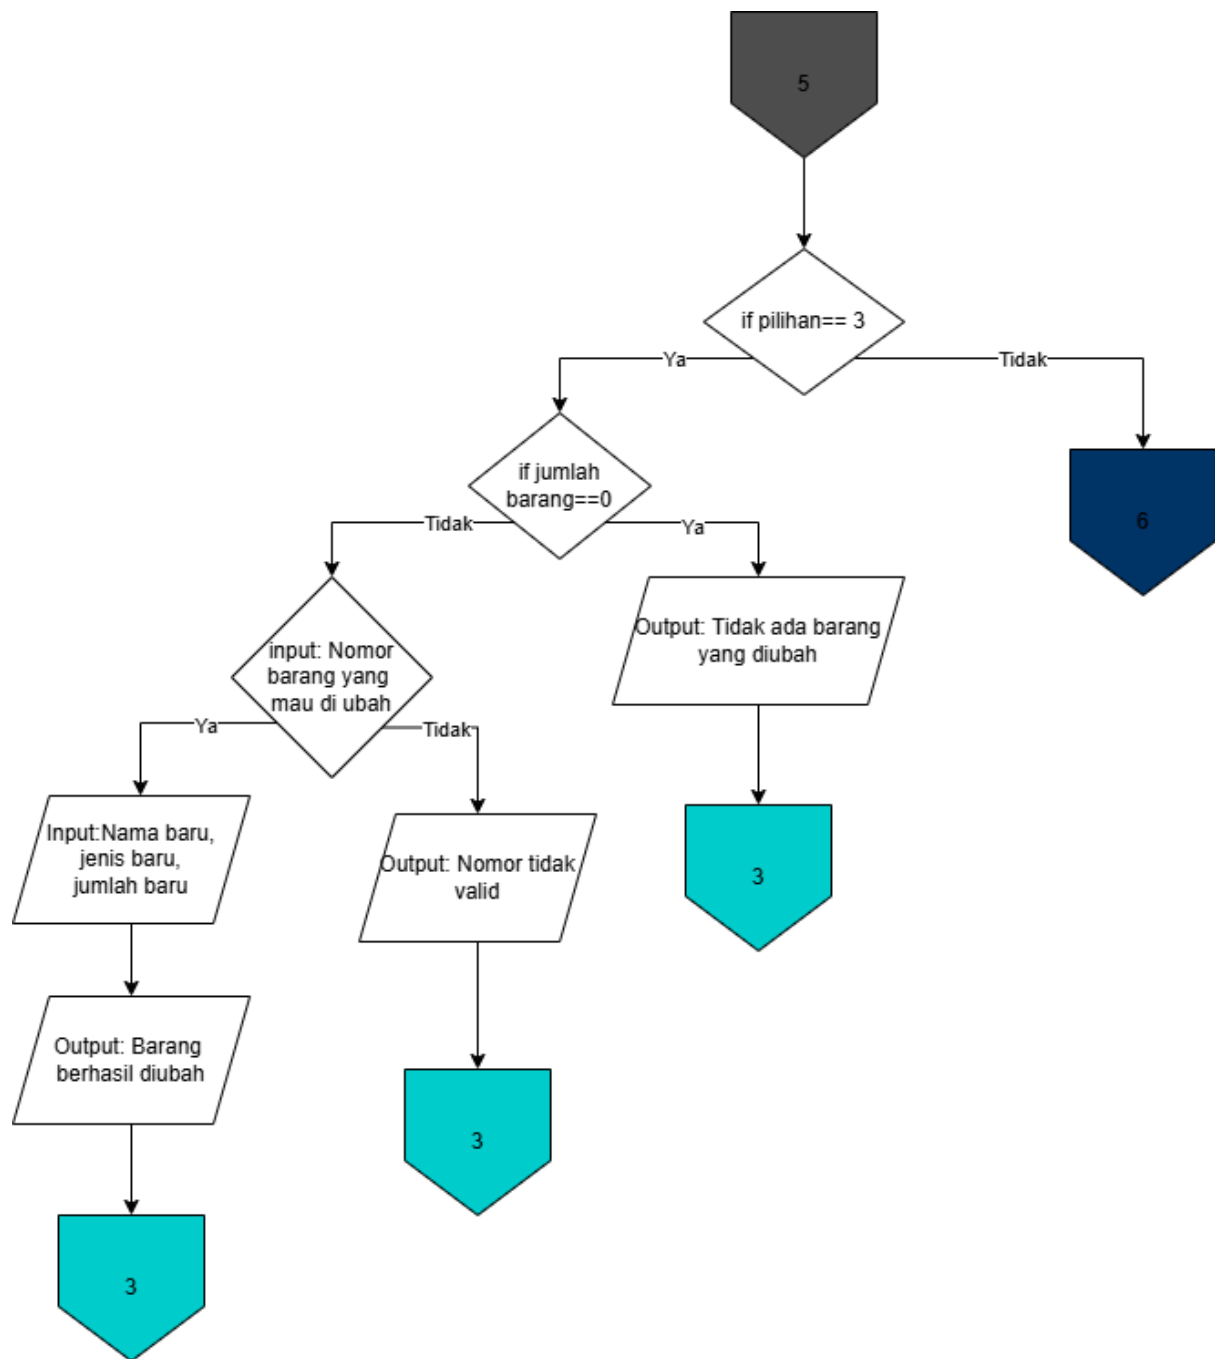 5
if pilihan== 3
Ya
Tidak
if jumlah
barang==0
6
Tidak
Ya
input: Nomor
barang yang
mau di ubah
Output: Tidak ada barang
yang diubah
Ya
Tidak
Input:Nama baru,
jenis baru,
jumlah baru
Output: Nomor tidak
valid
3
Output: Barang
berhasil diubah
3
3